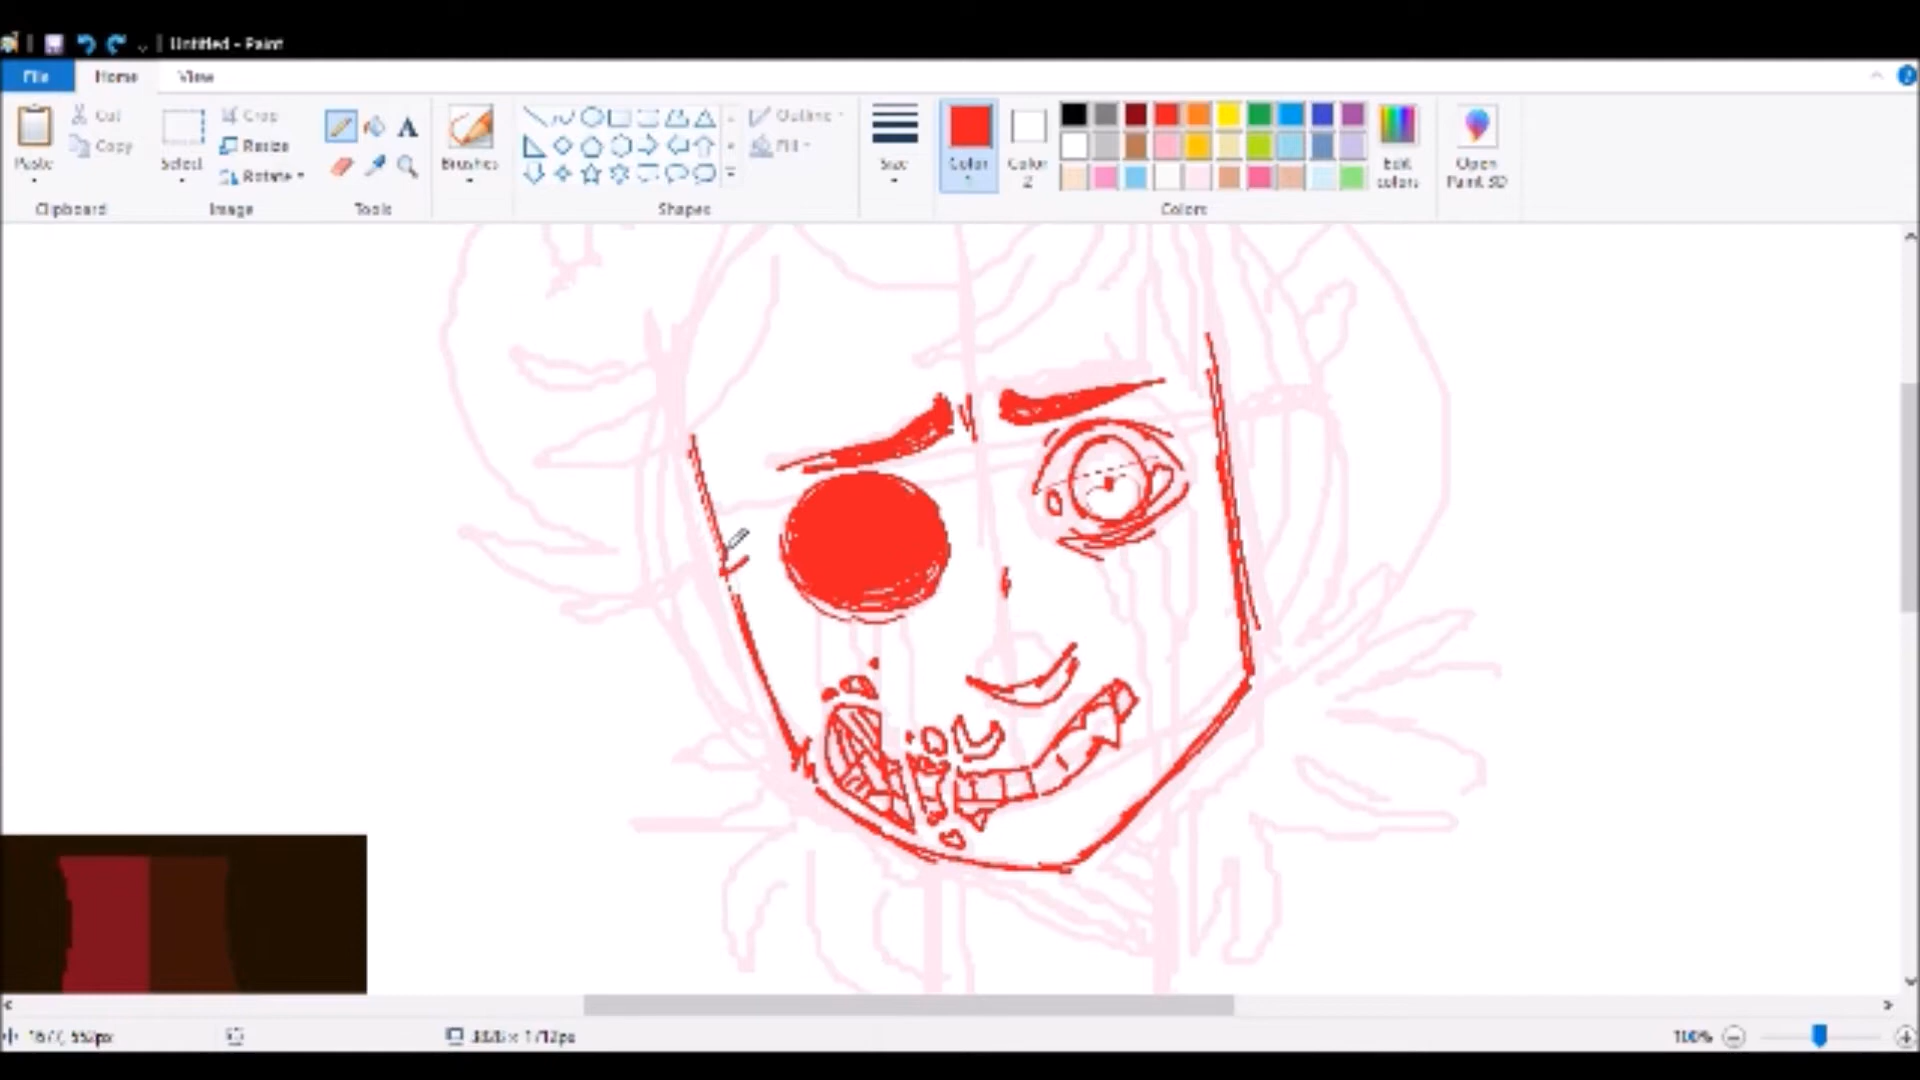 Untitled - Paint
File Home View
Cut
Copy
Paste
Clipboard
Select
Crop
Resize
Rotate
Image
A
Tools
Brushes
Outline
Fill
Shapes
Size
Color 1
Color 2
Edit colors
Colors
Open Paint 3D
100%